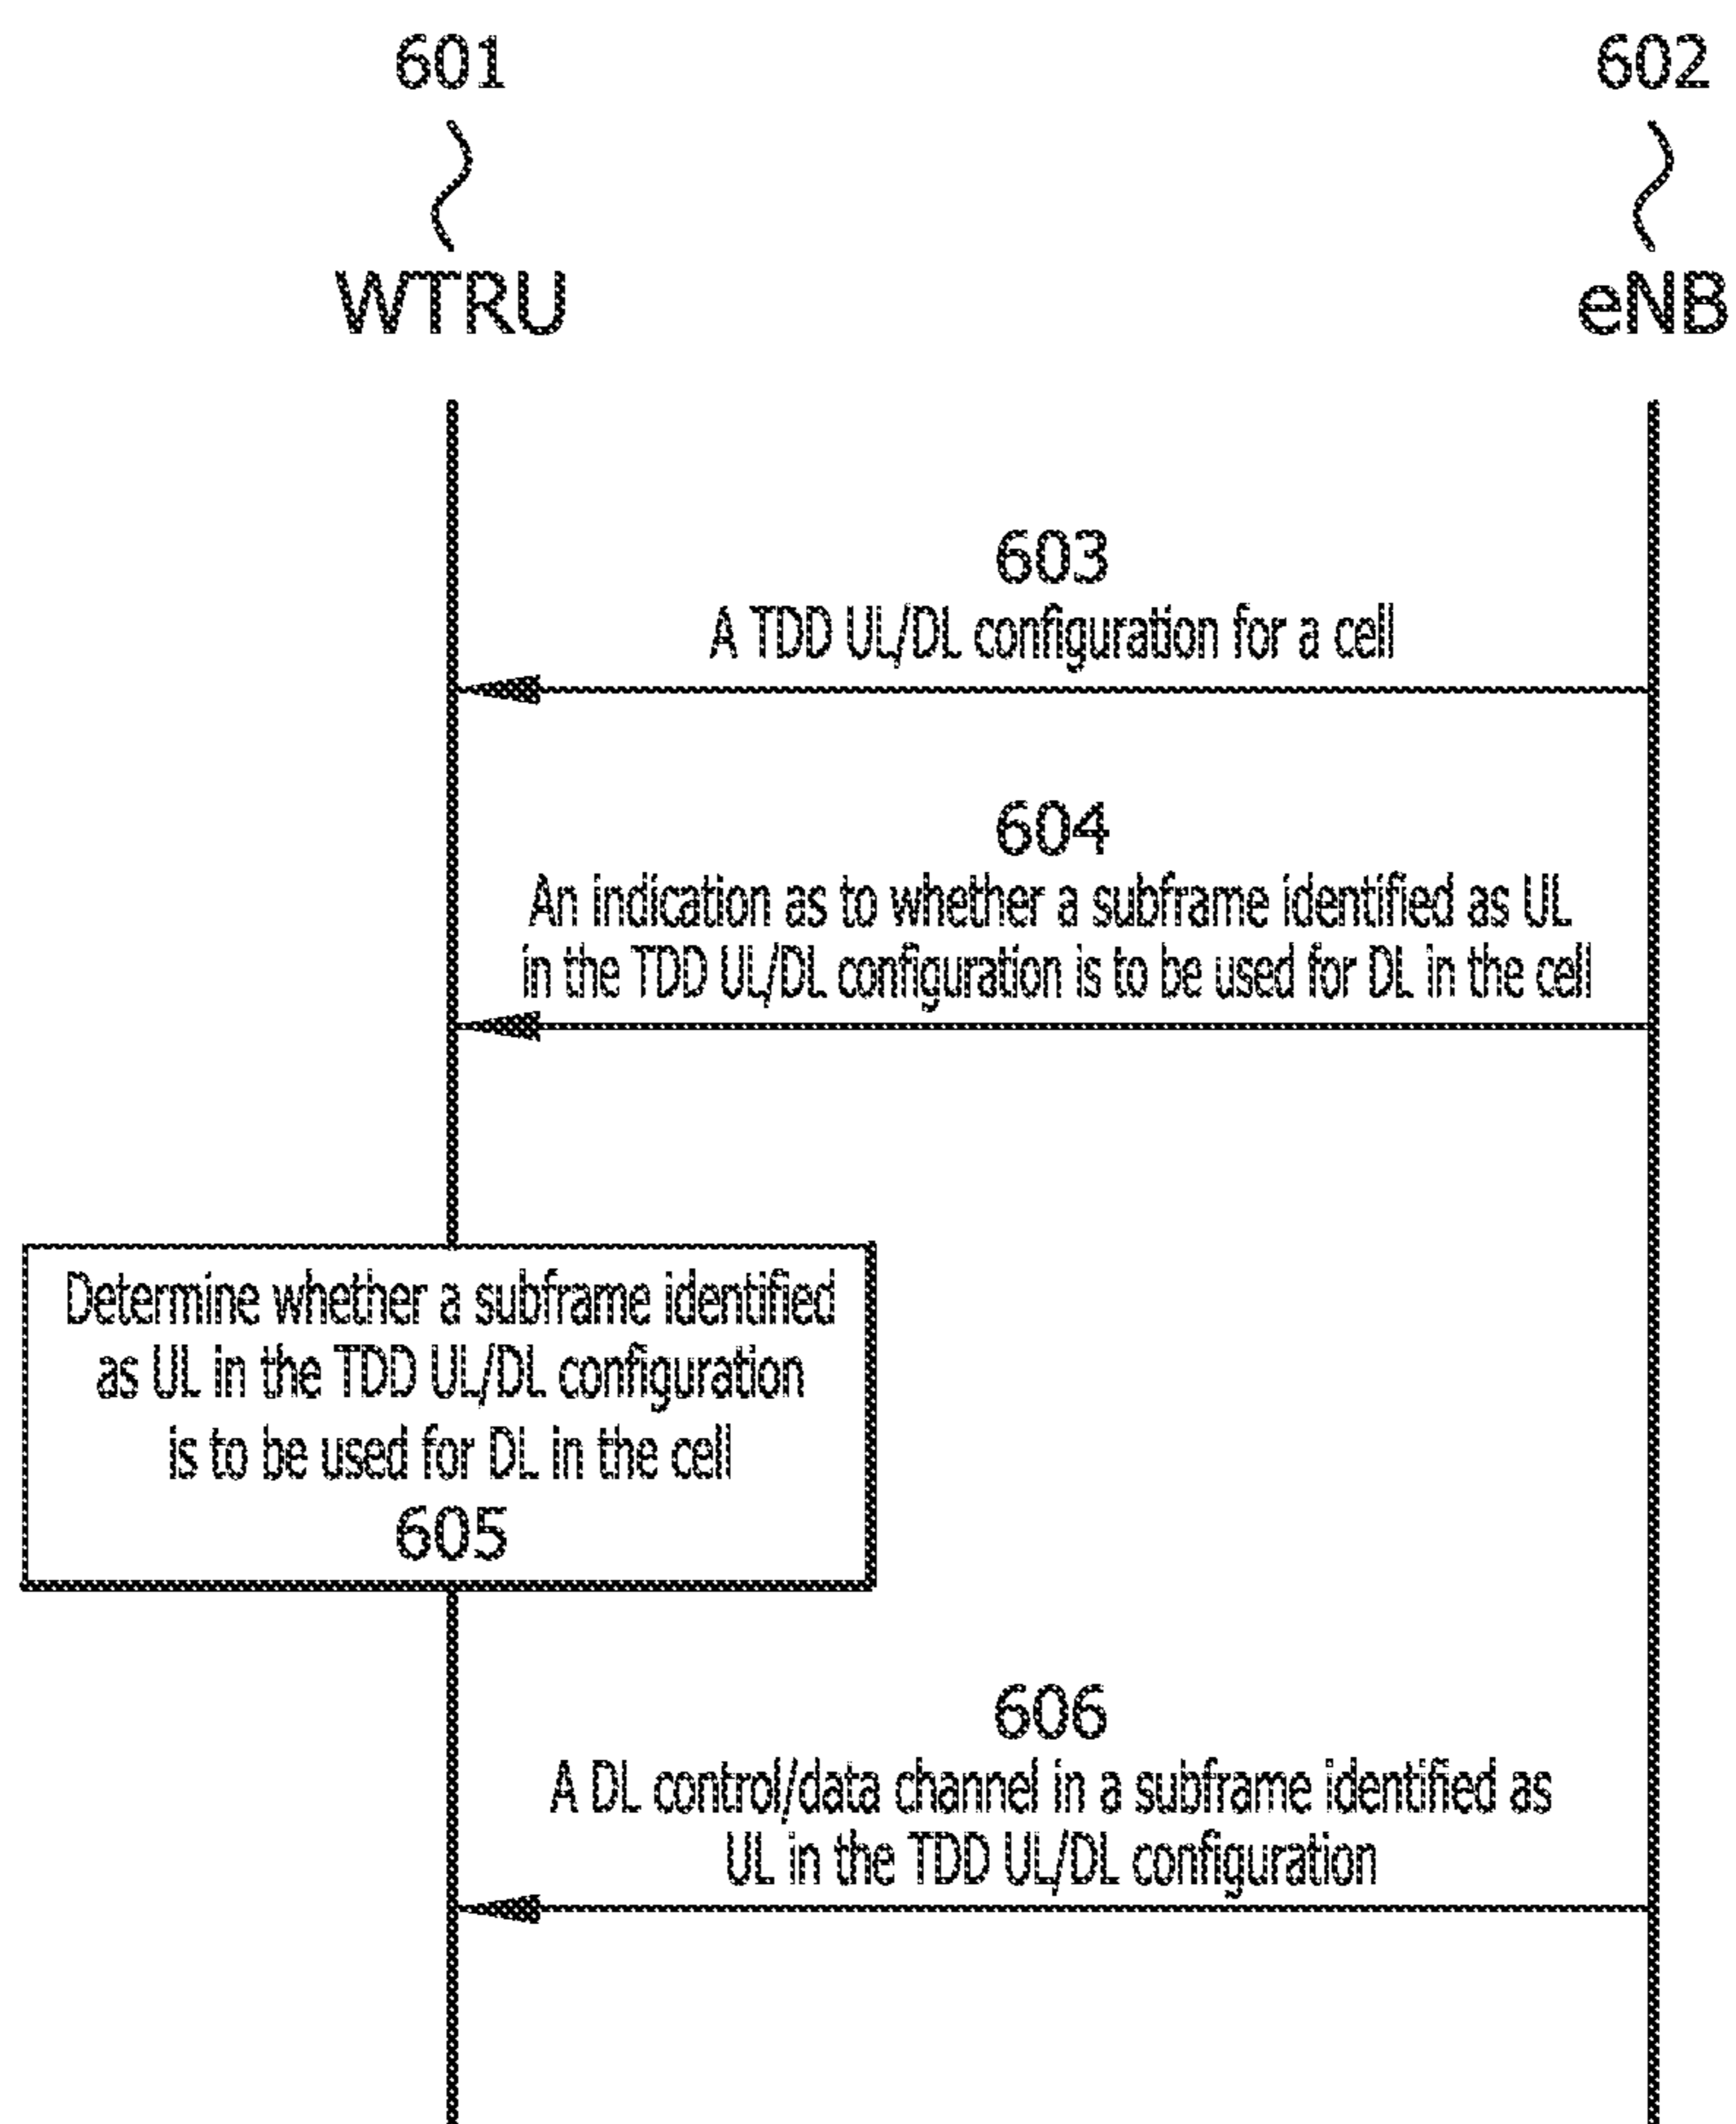 601
602
WTRU
eNB
603
A TDD UL/DL configuration for a cell
604
An indication as to whether a subframe identified as UL
in the TDD UL/DL configuration is to be used for DL in the cell
Determine whether a subframe identified
as UL in the TDD UL/DL configuration
is to be used for DL in the cell
605
606
A DL control/data channel in a subframe identified as
UL in the TDD UL/DL configuration